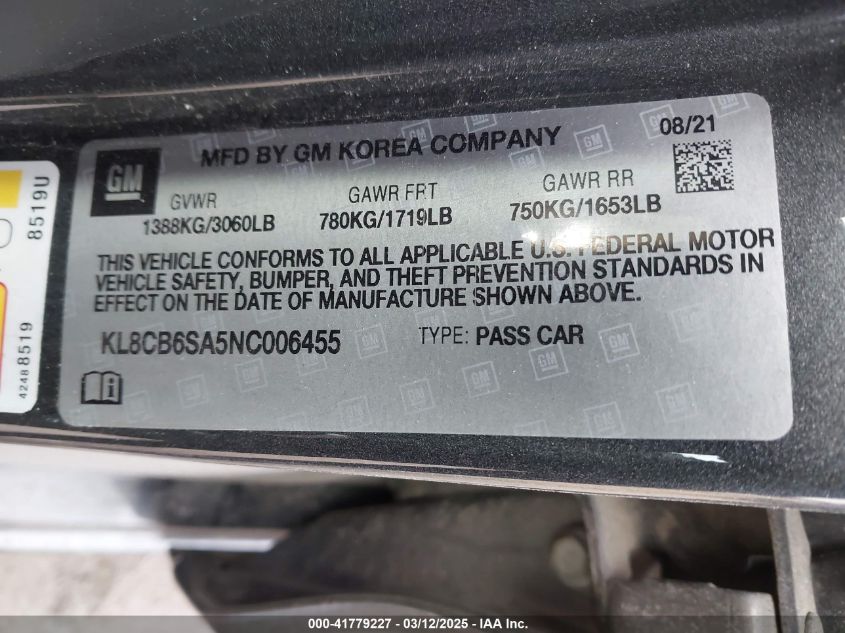 MFD BY GM KOREA COMPANY 08/21
GM
GVWR GAWR FRT GAWR RR
1388KG/3060LB 780KG/1719LB 750KG/1653LB
THIS VEHICLE CONFORMS TO ALL APPLICABLE U.S. FEDERAL MOTOR
VEHICLE SAFETY, BUMPER, AND THEFT PREVENTION STANDARDS IN
EFFECT ON THE DATE OF MANUFACTURE SHOWN ABOVE.
KL8CB6SA5NC006455 TYPE: PASS CAR
8519U
4248 8519
000-41779227 - 03/12/2025 - IAA Inc.